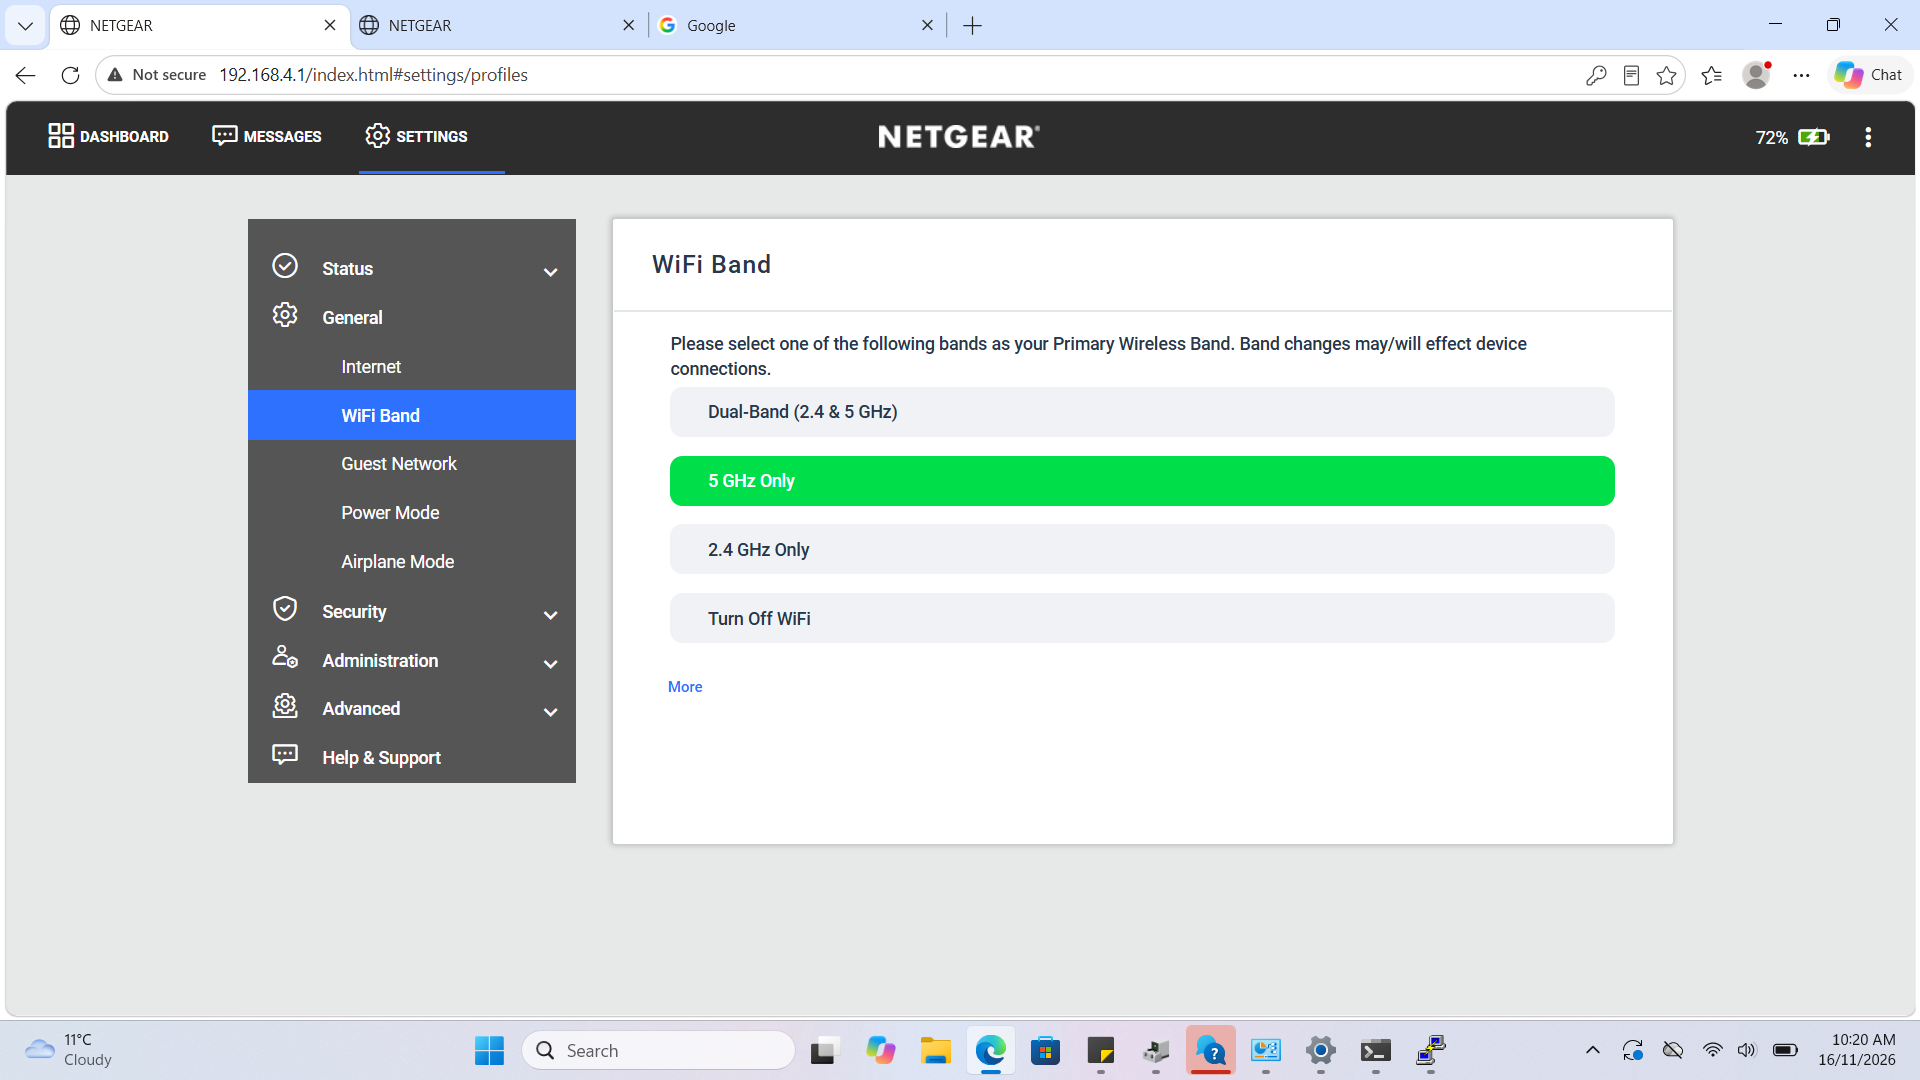 NETGEAR
NETGEAR
Google
Not secure
192.168.4.1/index.html#settings/profiles
Chat
DASHBOARD
MESSAGES
SETTINGS
NETGEAR
72%
Status
General
Internet
WiFi Band
Guest Network
Power Mode
Airplane Mode
Security
Administration
Advanced
Help & Support
WiFi Band
Please select one of the following bands as your Primary Wireless Band. Band changes may/will effect device
connections.
Dual-Band (2.4 & 5 GHz)
5 GHz Only
2.4 GHz Only
Turn Off WiFi
More
11°C
Cloudy
Search
10:20 AM
16/11/2026